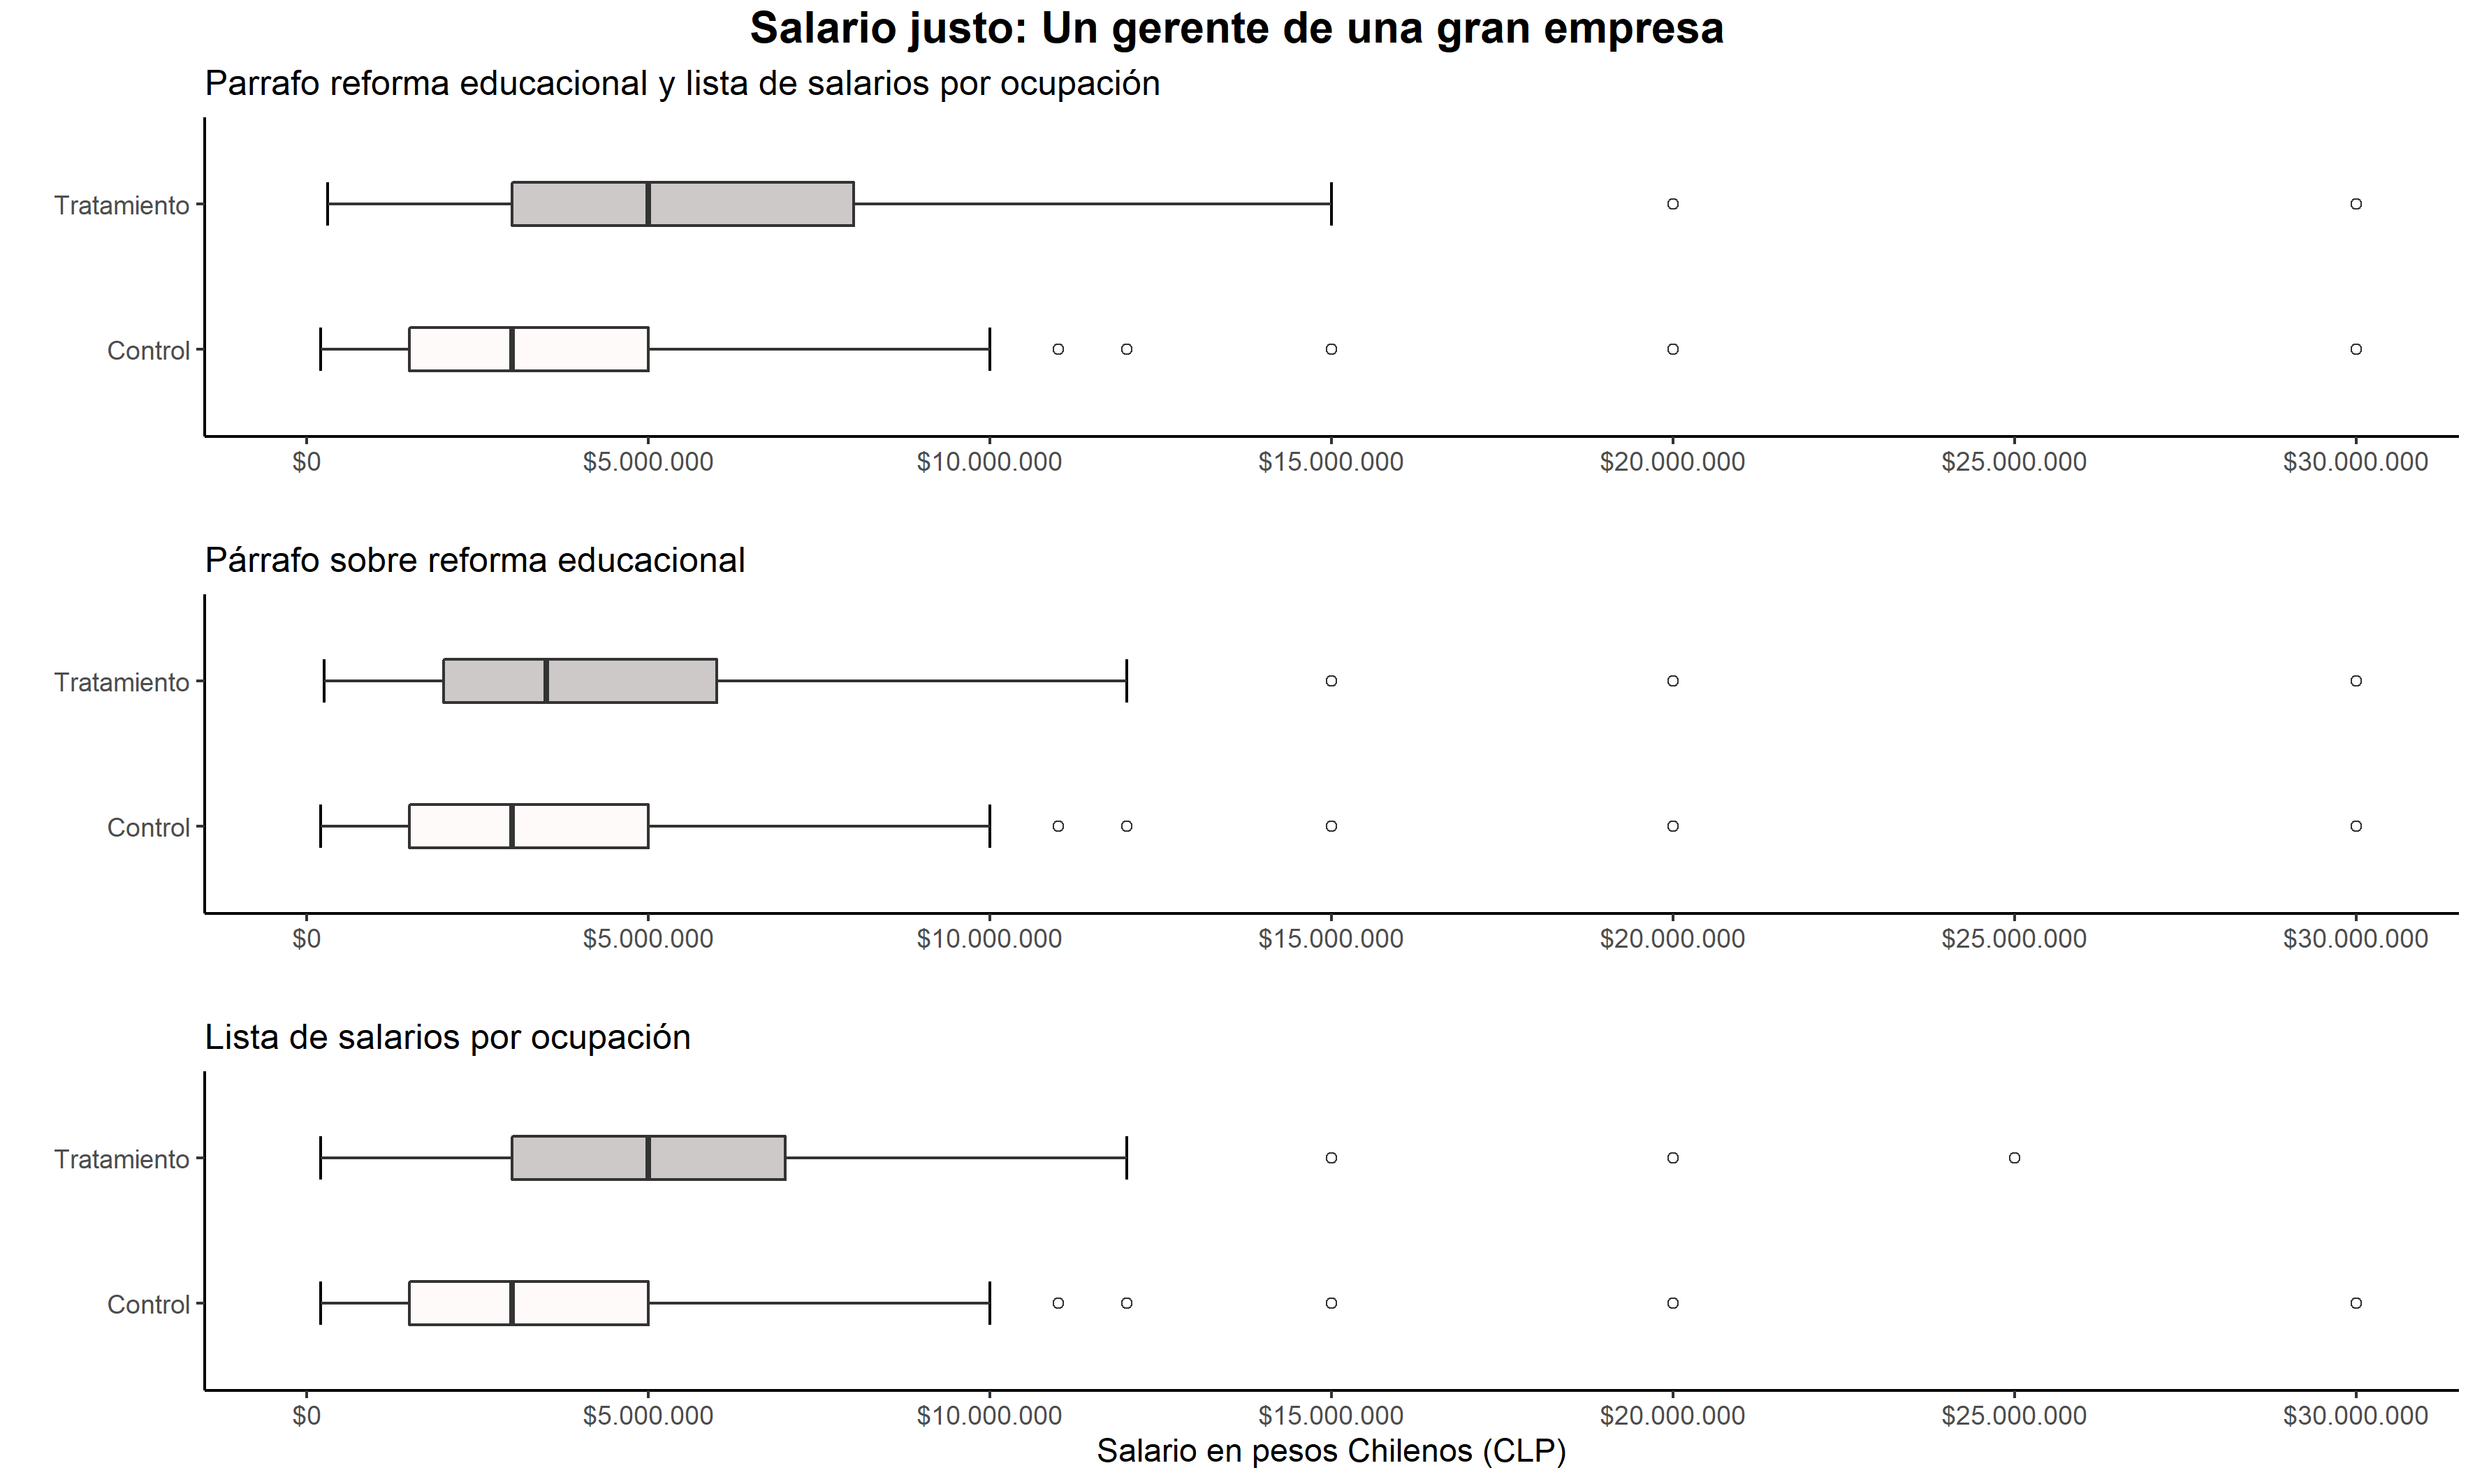 Salario justo: Un gerente de una gran empresa
Parrafo reforma educacional y lista de salarios por ocupación
Tratamiento
Control
$0 $5.000.000 $10.000.000 $15.000.000 $20.000.000 $25.000.000 $30.000.000
Párrafo sobre reforma educacional
Tratamiento
Control
$0 $5.000.000 $10.000.000 $15.000.000 $20.000.000 $25.000.000 $30.000.000
Lista de salarios por ocupación
Tratamiento
Control
$0 $5.000.000 $10.000.000 $15.000.000 $20.000.000 $25.000.000 $30.000.000
Salario en pesos Chilenos (CLP)